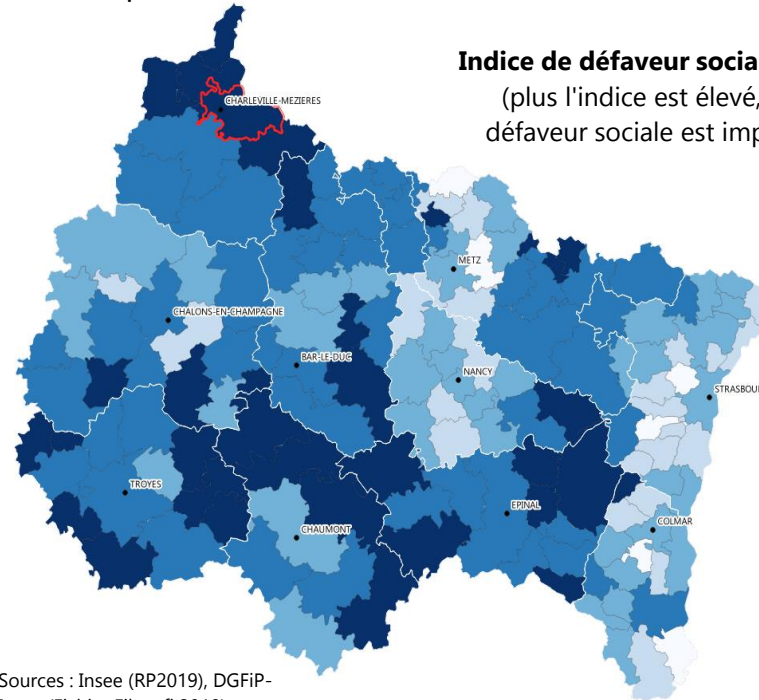 Indice de défaveur socia
(plus l'indice est élevé,
défaveur sociale est imp
CHARLEVILLE-MEZIERES
METZ
CHALONS-EN-CHAMPAGNE
BAR-LE-DUC
NANCY
STRASBOU
TROYES
EPINAL
CHAUMONT
COLMAR
Sources : Insee (RP2019), DGFiP-